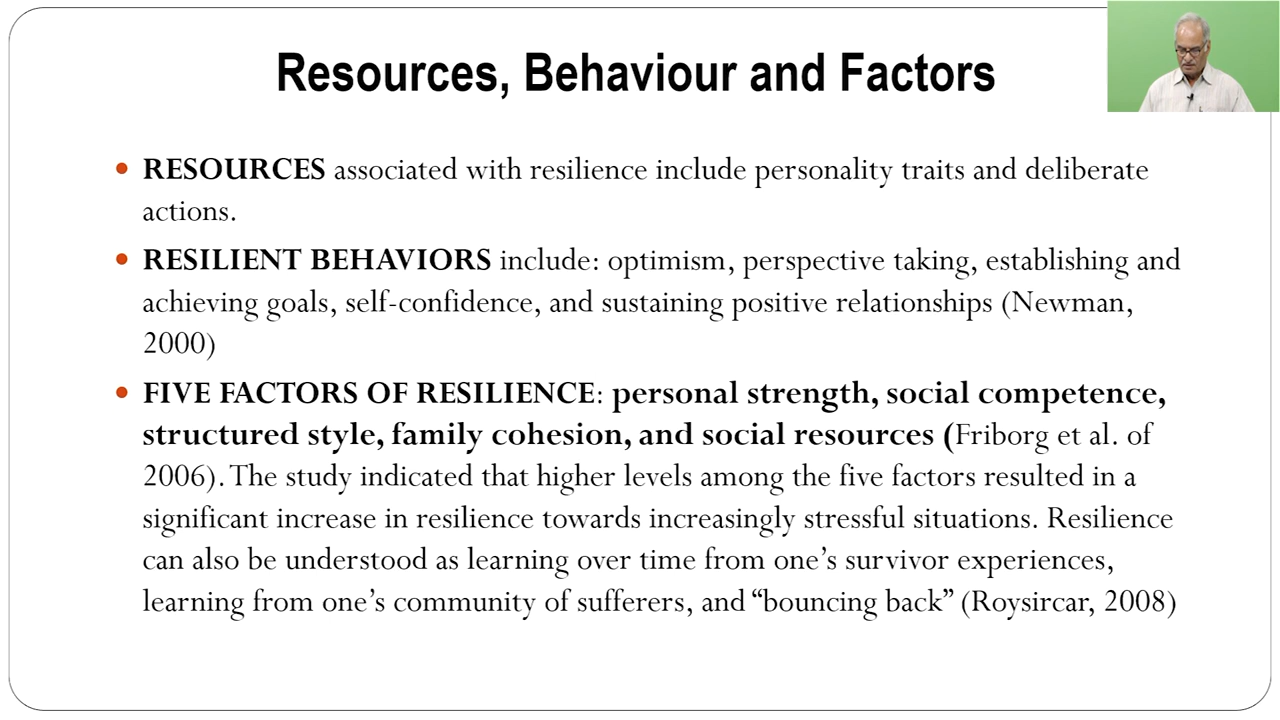 Resources, Behaviour and Factors
• RESOURCES associated with resilience include personality traits and deliberate
actions.
• RESILIENT BEHAVIORS include: optimism, perspective taking, establishing and
achieving goals, self-confidence, and sustaining positive relationships (Newman,
2000)
• FIVE FACTORS OF RESILIENCE: personal strength, social competence,
structured style, family cohesion, and social resources (Friborg et al. of
2006). The study indicated that higher levels among the five factors resulted in a
significant increase in resilience towards increasingly stressful situations. Resilience
can also be understood as learning over time from one’s survivor experiences,
learning from one’s community of sufferers, and “bouncing back” (Roysircar, 2008)